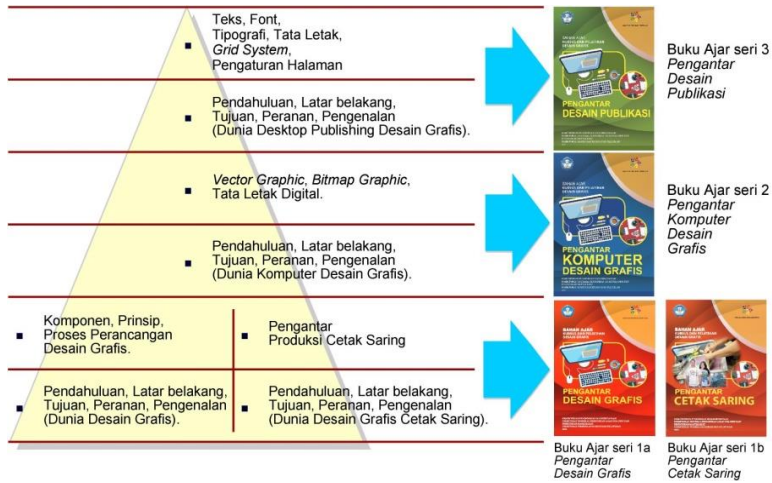 Teks, Font,
Tipografi, Tata Letak,
Grid System,
Pengaturan Halaman
Pendahuluan, Latar belakang,
Tujuan, Peranan, Pengenalan
(Dunia Desktop Publishing Desain Grafis).
BAHAN AJAR
PENGANTAR
DESAIN PUBLIKASI
Buku Ajar seri 3
Pengantar
Desain
Publikasi
Vector Graphic, Bitmap Graphic,
Tata Letak Digital.
Pendahuluan, Latar belakang,
Tujuan, Peranan, Pengenalan
(Dunia Komputer Desain Grafis).
BAHAN AJAR
PENGANTAR
KOMPUTER
DESAIN GRAFIS
Buku Ajar seri 2
Pengantar
Komputer
Desain
Grafis
Komponen, Prinsip,
Proses Perancangan
Desain Grafis.
Pengantar
Produksi Cetak Saring
Pendahuluan, Latar belakang,
Tujuan, Peranan, Pengenalan
(Dunia Desain Grafis).
Pendahuluan, Latar belakang,
Tujuan, Peranan, Pengenalan
(Dunia Desain Grafis Cetak Saring).
BAHAN AJAR
PENGANTAR
DESAIN GRAFIS
Buku Ajar seri 1a
Pengantar
Desain Grafis
BAHAN AJAR
PENGANTAR
CETAK SARING
Buku Ajar seri 1b
Pengantar
Cetak Saring